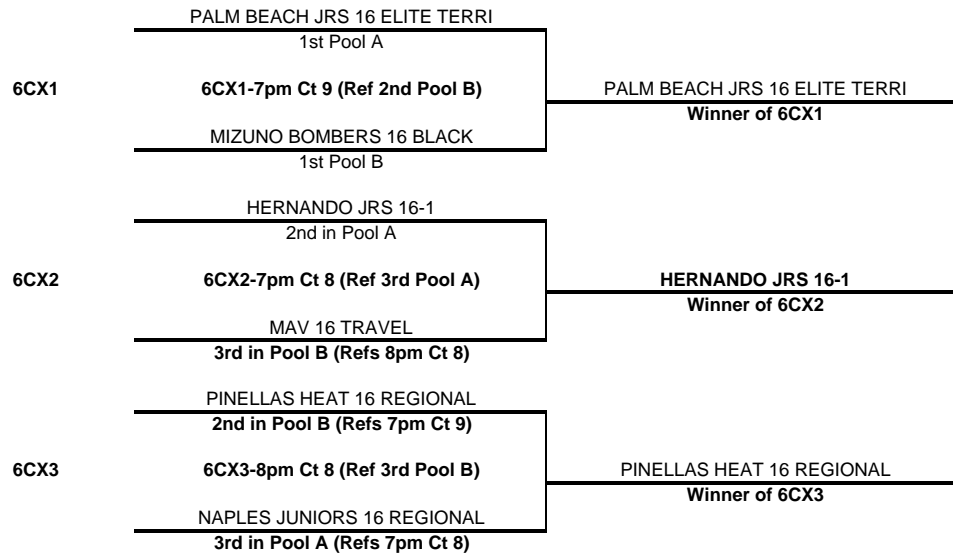 PALM BEACH JRS 16 ELITE TERRI
1st Pool A
6CX1
6CX1-7pm Ct 9 (Ref 2nd Pool B)
PALM BEACH JRS 16 ELITE TERRI
Winner of 6CX1
MIZUNO BOMBERS 16 BLACK
1st Pool B
HERNANDO JRS 16-1
2nd in Pool A
6CX2
6CX2-7pm Ct 8 (Ref 3rd Pool A)
HERNANDO JRS 16-1
Winner of 6CX2
MAV 16 TRAVEL
3rd in Pool B (Refs 8pm Ct 8)
PINELLAS HEAT 16 REGIONAL
2nd in Pool B (Refs 7pm Ct 9)
6CX3
6CX3-8pm Ct 8 (Ref 3rd Pool B)
PINELLAS HEAT 16 REGIONAL
Winner of 6CX3
NAPLES JUNIORS 16 REGIONAL
3rd in Pool A (Refs 7pm Ct 8)